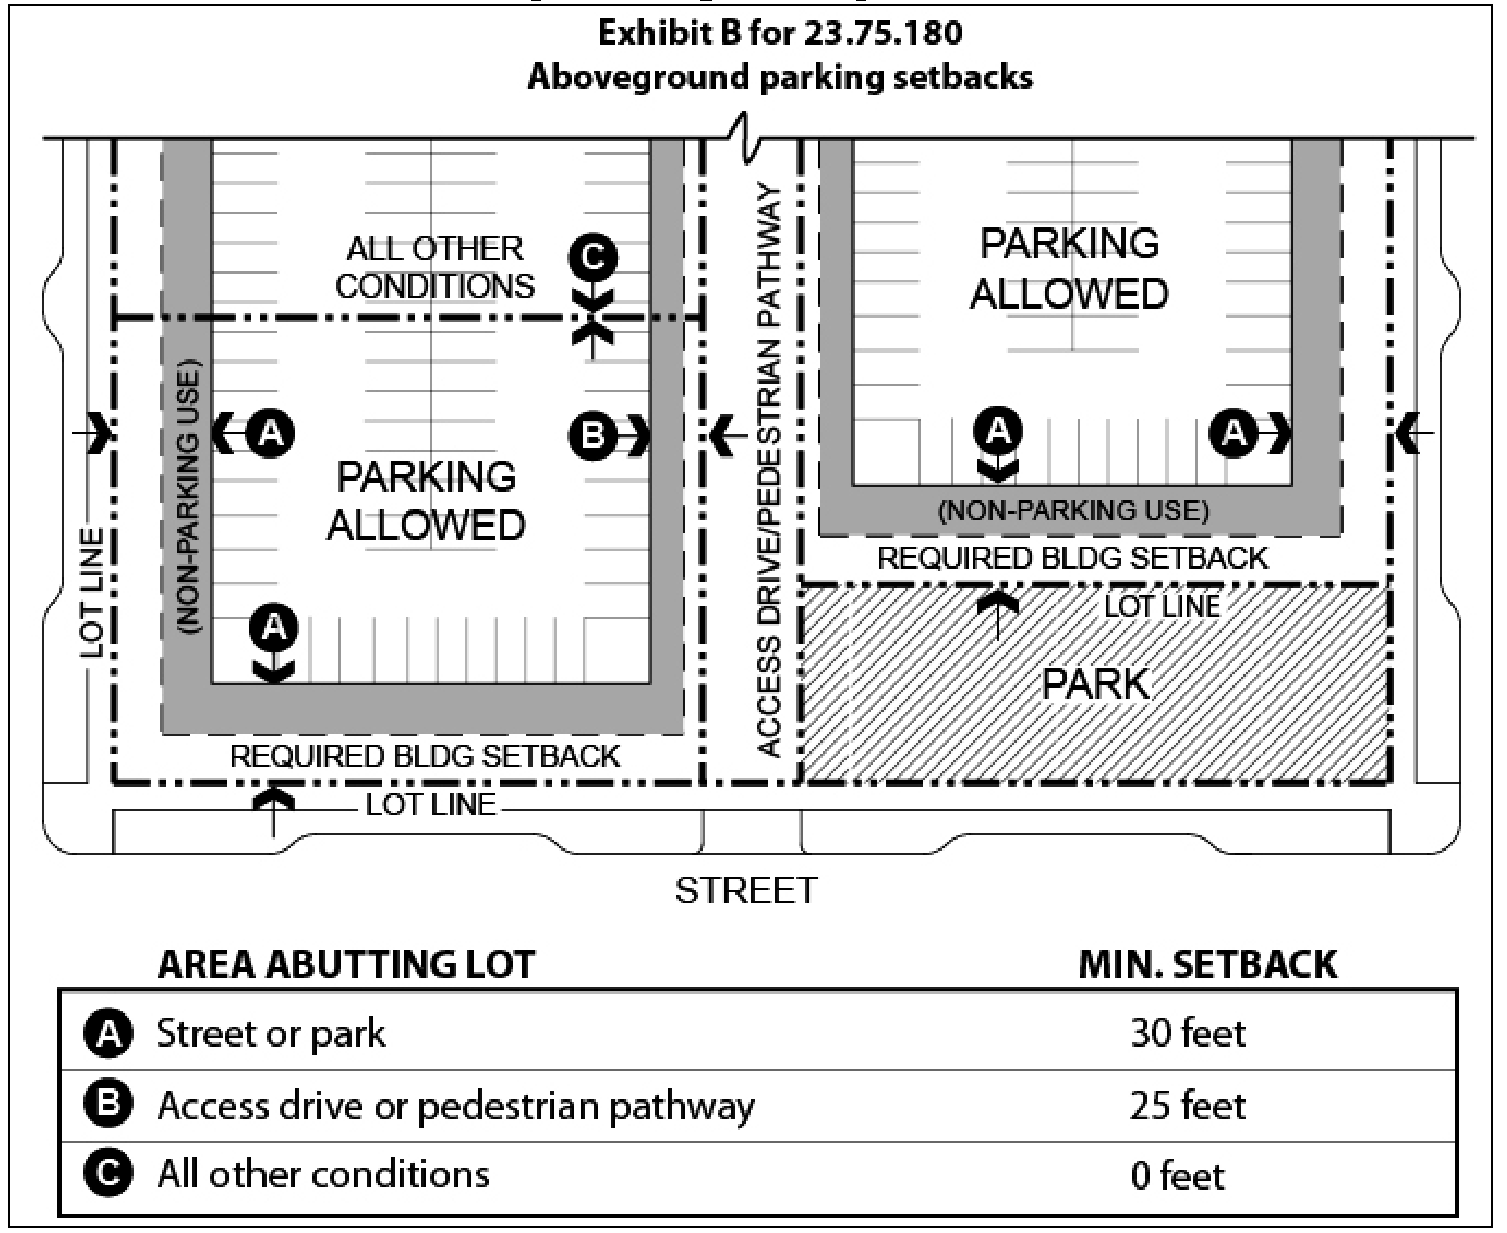 Exhibit B for 23.75.180
Aboveground parking setbacks
ALL OTHER
CONDITIONS
C
(NON-PARKING USE)
A
B
PARKING
ALLOWED
LOT LINE
A
REQUIRED BLDG SETBACK
LOT LINE
ACCESS DRIVE/PEDESTRIAN PATHWAY
PARKING
ALLOWED
A
A
(NON-PARKING USE)
REQUIRED BLDG SETBACK
LOT LINE
PARK
STREET
AREA ABUTTING LOT MIN. SETBACK
A Street or park 30 feet
B Access drive or pedestrian pathway 25 feet
C All other conditions 0 feet